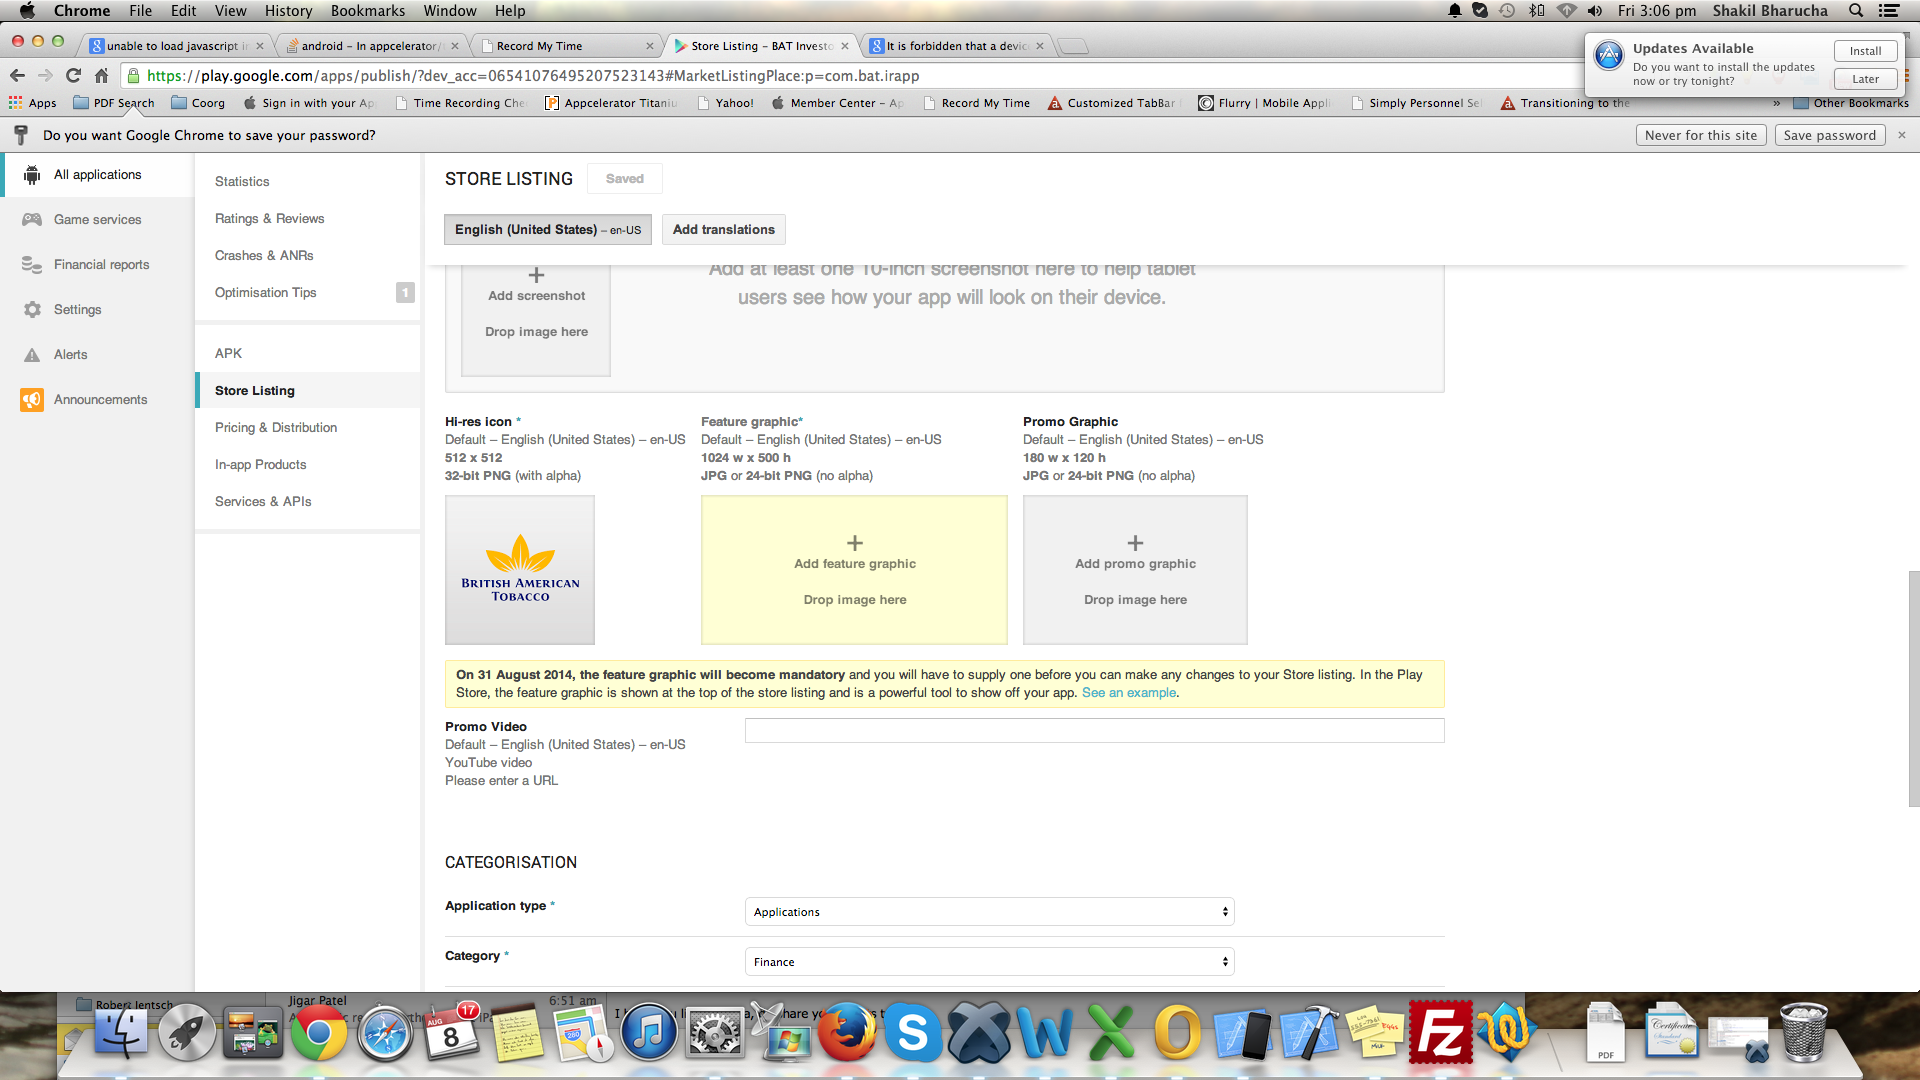 Chrome File Edit View History Bookmarks Window Help
Fri 3:06 pm Shakil Bharucha
unable to load javascript in
android - In appcelerator/
Record My Time
Store Listing - BAT Investo
It is forbidden that a devic
https://play.google.com/apps/publish/?dev_acc=06541076495207523143#MarketListingPlace:p=com.bat.irapp
Updates Available
Do you want to install the updates
now or try tonight?
Install
Later
Apps PDF Search Coorg Sign in with your Ap Time Recording Che Appcelerator Titaniu Yahoo! Member Center - Ap Record My Time Customized TabBar Flurry | Mobile Appli Simply Personnel Sel Transitioning to the » Other Bookmarks
Do you want Google Chrome to save your password?
Never for this site
Save password
All applications
Game services
Financial reports
Settings
Alerts
Announcements
Statistics
Ratings & Reviews
Crashes & ANRs
Optimisation Tips 1
APK
Store Listing
Pricing & Distribution
In-app Products
Services & APIs
STORE LISTING Saved
English (United States) – en-US
Add translations
Add at least one 10-inch screenshot here to help tablet
users see how your app will look on their device.
Add screenshot
Drop image here
Hi-res icon *
Default – English (United States) – en-US
512 x 512
32-bit PNG (with alpha)
Feature graphic*
Default – English (United States) – en-US
1024 w x 500 h
JPG or 24-bit PNG (no alpha)
Promo Graphic
Default – English (United States) – en-US
180 w x 120 h
JPG or 24-bit PNG (no alpha)
BRITISH AMERICAN
TOBACCO
Add feature graphic
Drop image here
Add promo graphic
Drop image here
On 31 August 2014, the feature graphic will become mandatory and you will have to supply one before you can make any changes to your Store listing. In the Play
Store, the feature graphic is shown at the top of the store listing and is a powerful tool to show off your app. See an example.
Promo Video
Default – English (United States) – en-US
YouTube video
Please enter a URL
CATEGORISATION
Application type *
Applications
Category *
Finance
Robert Jentsch
Jigar Patel
6:51 am
AUG
8
17
PDF